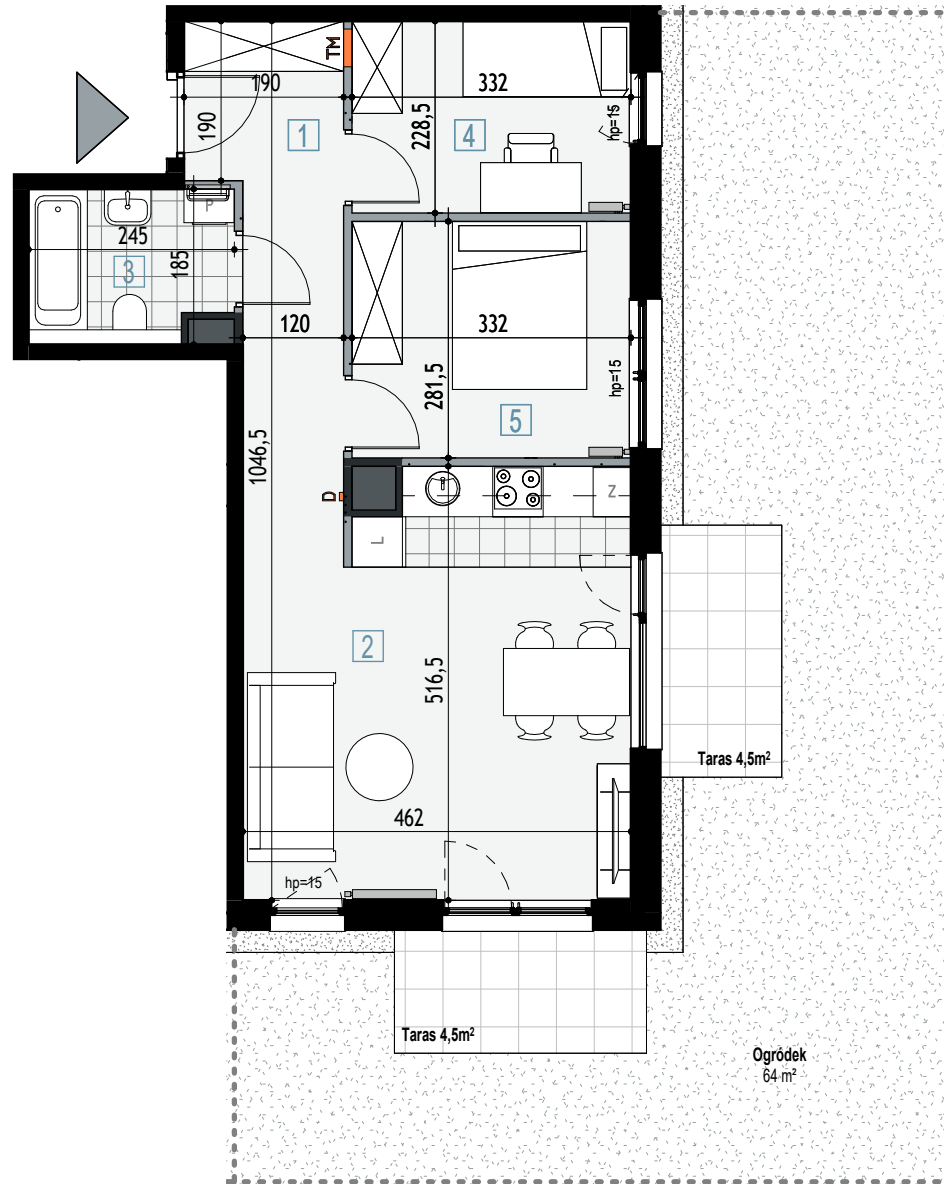 TM
190
332
190
1
228,5
4
hp=15
P
245
185
3
120
332
281,5
hp=15
5
1046,5
D
Z
L
2
516,5
Taras 4,5m²
462
hp=15
Taras 4,5m²
Ogródek
64 m²